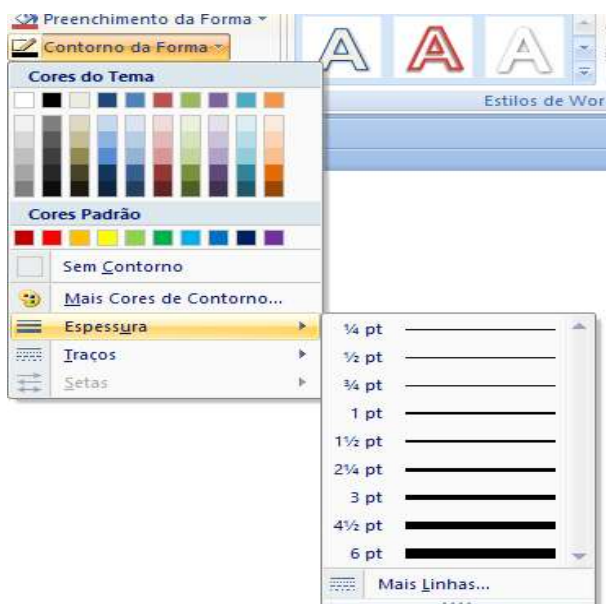 Preenchimento da Forma
Contorno da Forma
A A A
Estilos de Wor
Cores do Tema
Cores Padrão
Sem Contorno
Mais Cores de Contorno...
Espessura
Traços
Setas
¼ pt
½ pt
¾ pt
1 pt
1½ pt
2¼ pt
3 pt
4½ pt
6 pt
Mais Linhas...